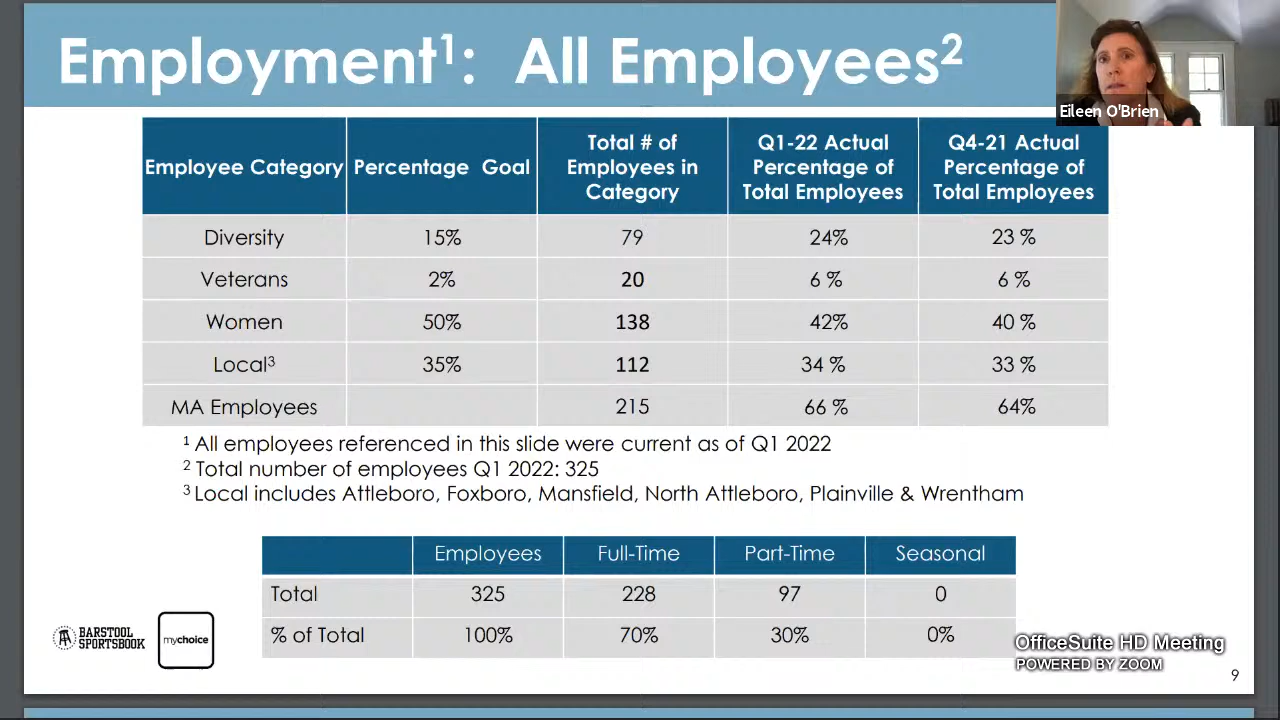 Employment¹: All Employees²
Eileen O'Brien
Employee Category Percentage Goal Total # of Employees in Category Q1-22 Actual Percentage of Total Employees Q4-21 Actual Percentage of Total Employees
Diversity 15% 79 24% 23 %
Veterans 2% 20 6 % 6 %
Women 50% 138 42% 40 %
Local³ 35% 112 34 % 33 %
MA Employees 215 66 % 64%
¹ All employees referenced in this slide were current as of Q1 2022
² Total number of employees Q1 2022: 325
³ Local includes Attleboro, Foxboro, Mansfield, North Attleboro, Plainville & Wrentham
Employees Full-Time Part-Time Seasonal
Total 325 228 97 0
% of Total 100% 70% 30% 0%
BARSTOOL
SPORTSBOOK
mychoice
OfficeSuite HD Meeting
POWERED BY ZOOM
9